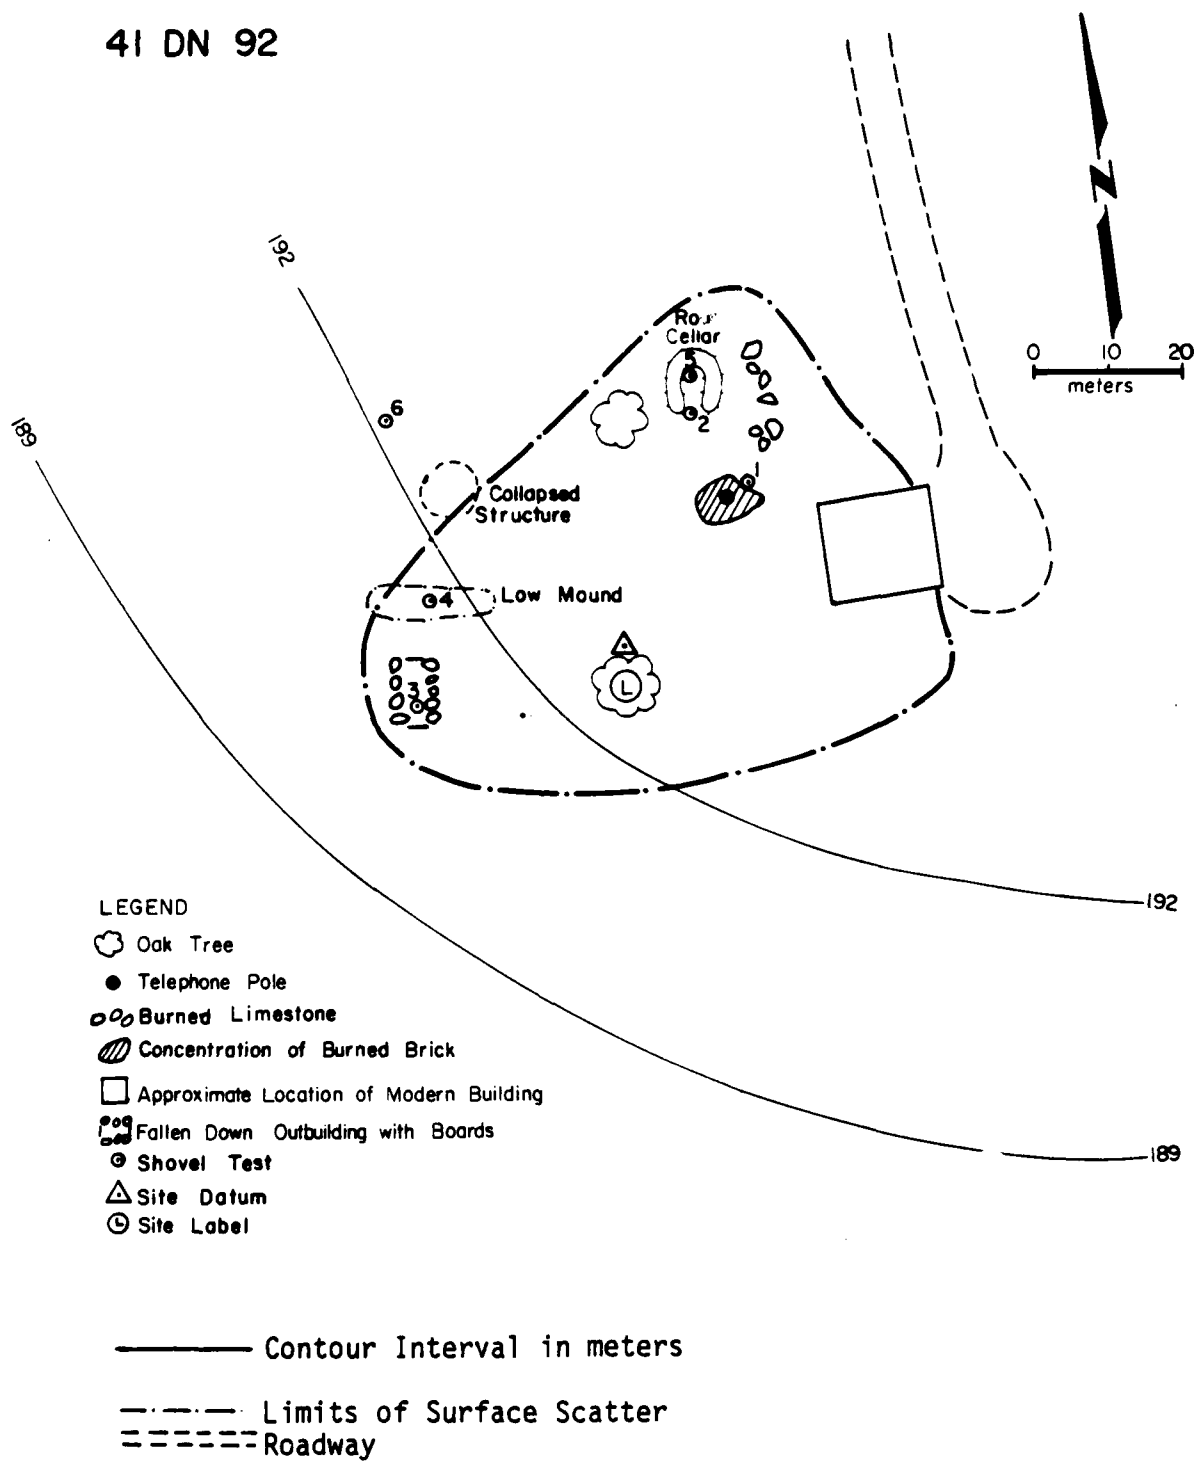 41 DN 92
N
0 10 20
meters
192
189
Cellar
5
2
6
Collapsed
Structure
1
4
Low Mound
3
L
192
189
LEGEND
Oak Tree
Telephone Pole
Burned Limestone
Concentration of Burned Brick
Approximate Location of Modern Building
Fallen Down Outbuilding with Boards
Shovel Test
Site Datum
L Site Label
Contour Interval in meters
Limits of Surface Scatter
Roadway